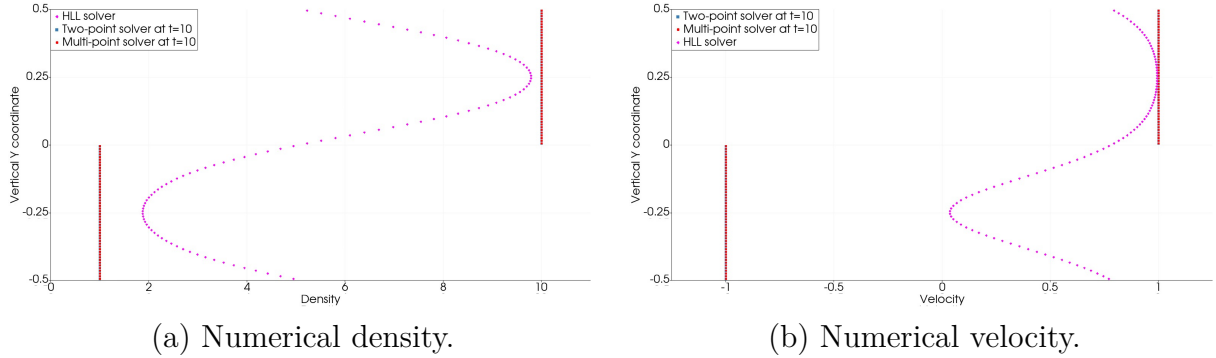 0.5
HLL solver
Two-point solver at t=10
Multi-point solver at t=10
0.25
Vertical Y coordinate
0
-0.25
-0.5
0 2 4 6 8 10
Density
(a) Numerical density.
0.5
Two-point solver at t=10
Multi-point solver at t=10
HLL solver
0.25
Vertical Y coordinate
0
-0.25
-0.5
-1 -0.5 0 0.5 1
Velocity
(b) Numerical velocity.